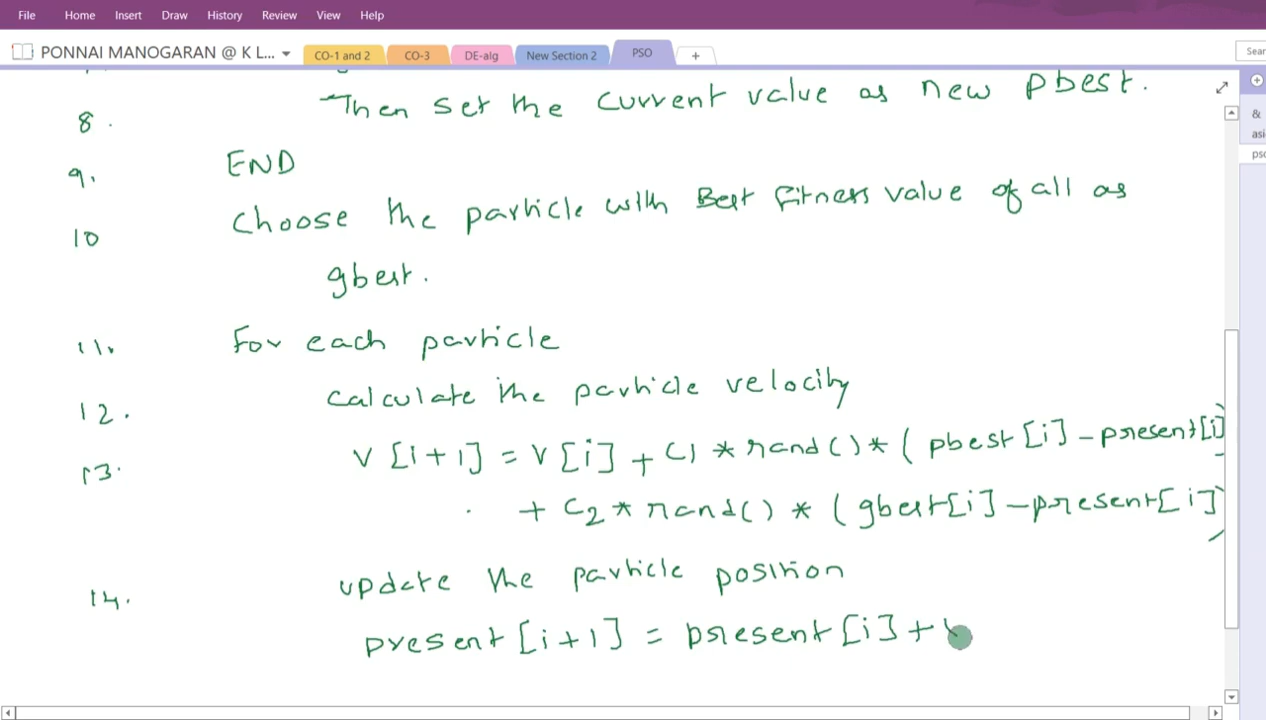 File Home Insert Draw History Review View Help
PONNAI MANOGARAN @ K L... CO-1 and 2 CO-3 DE-alg New Section 2 PSO + Sear
8. Then set the current value as new Pbest.
&
asi
pso
9. END
10 Choose the particle with Best Fitness value of all as
gbest.
11. For each particle
12. Calculate the particle velocity
13. V [i+1] = V [i] + C1 * rand () * ( pbest [i] - present [i])
+ C2 * rand () * ( gbest [i] - present [i])
14. update the particle position
present [i+1] = present [i] +